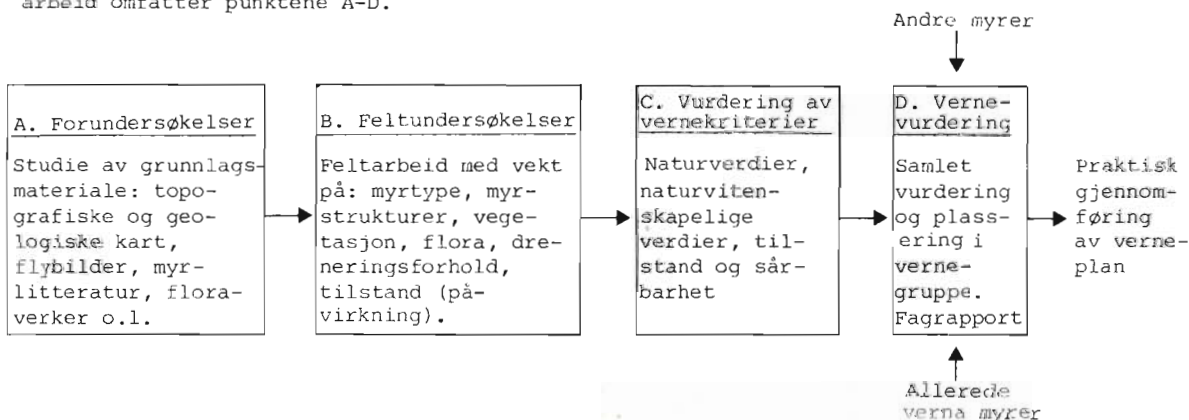 arbeid omfatter punktene A-D.
Andre myrer
A. Forundersøkelser
Studie av grunnlags-
materiale: topo-
grafiske og geo-
logiske kart,
flybilder, myr-
litteratur, flora-
verker o.l.
B. Feltundersøkelser
Feltarbeid med vekt
på: myrtype, myr-
strukturer, vege-
tasjon, flora, dre-
neringsforhold,
tilstand (på-
virkning).
C. Vurdering av
vernekriterier
Naturverdier,
naturviten-
skapelige
verdier, til-
stand og sår-
barhet
D. Verne-
vurdering
Samlet
vurdering
og plass-
ering i
verne-
gruppe.
Fagrapport
Praktisk
gjennom-
føring
av verne-
plan
Allerede
verna myrer